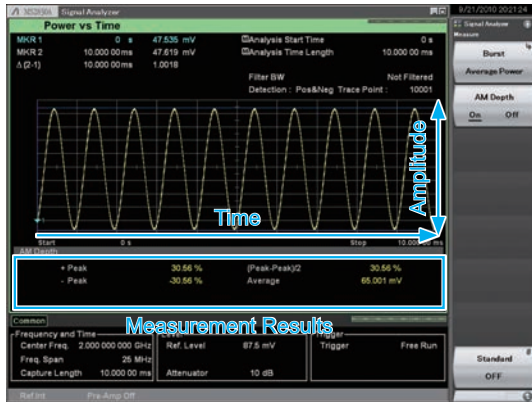 MS2830A Signal Analyzer
9/21/2010 20:21:24
Power vs Time
MKR 1 0 s 47.535 mV
Analysis Start Time 0 s
MKR 2 10.000 00 ms 47.619 mV
Analysis Time Length 10.000 00 ms
Δ (2-1) 10.000 00 ms 1.0018
Filter BW Not Filtered
Detection : Pos&Neg Trace Point : 10001
Signal Analyzer
Measure
Burst
Average Power
AM Depth
On Off
Amplitude
Time
Start 0 s Stop 10.000 00 ms
AM Depth
+ Peak 30.56 % (Peak-Peak)/2 30.56 %
- Peak -30.56 % Average 65.001 mV
Measurement Results
Common
Frequency and Time
Center Freq. 2.000 000 000 GHz
Freq. Span 25 MHz
Capture Length 10.000 00 ms
Ref. Level 87.5 mV
Attenuator 10 dB
Trigger
Trigger Free Run
Standard
OFF
Ref.Int Pre-Amp Off